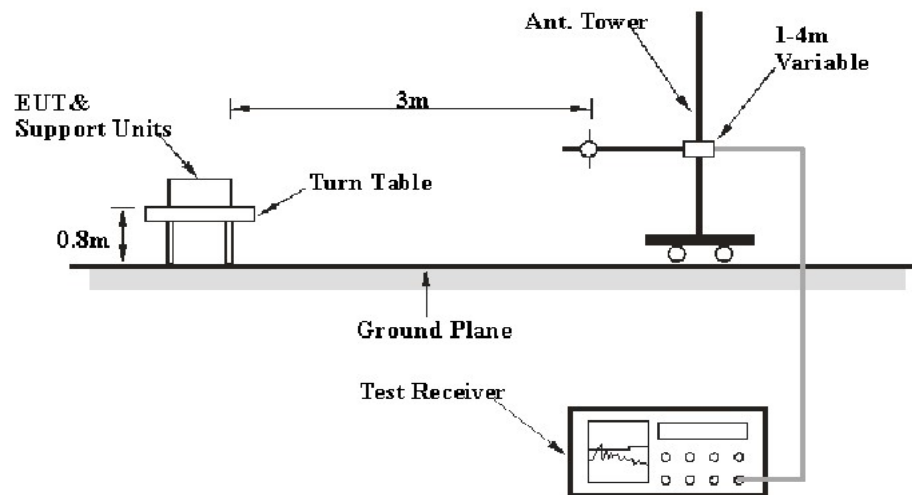 Ant. Tower
1-4m
Variable
EUT&
Support Units
3m
Turn Table
0.8m
Ground Plane
Test Receiver